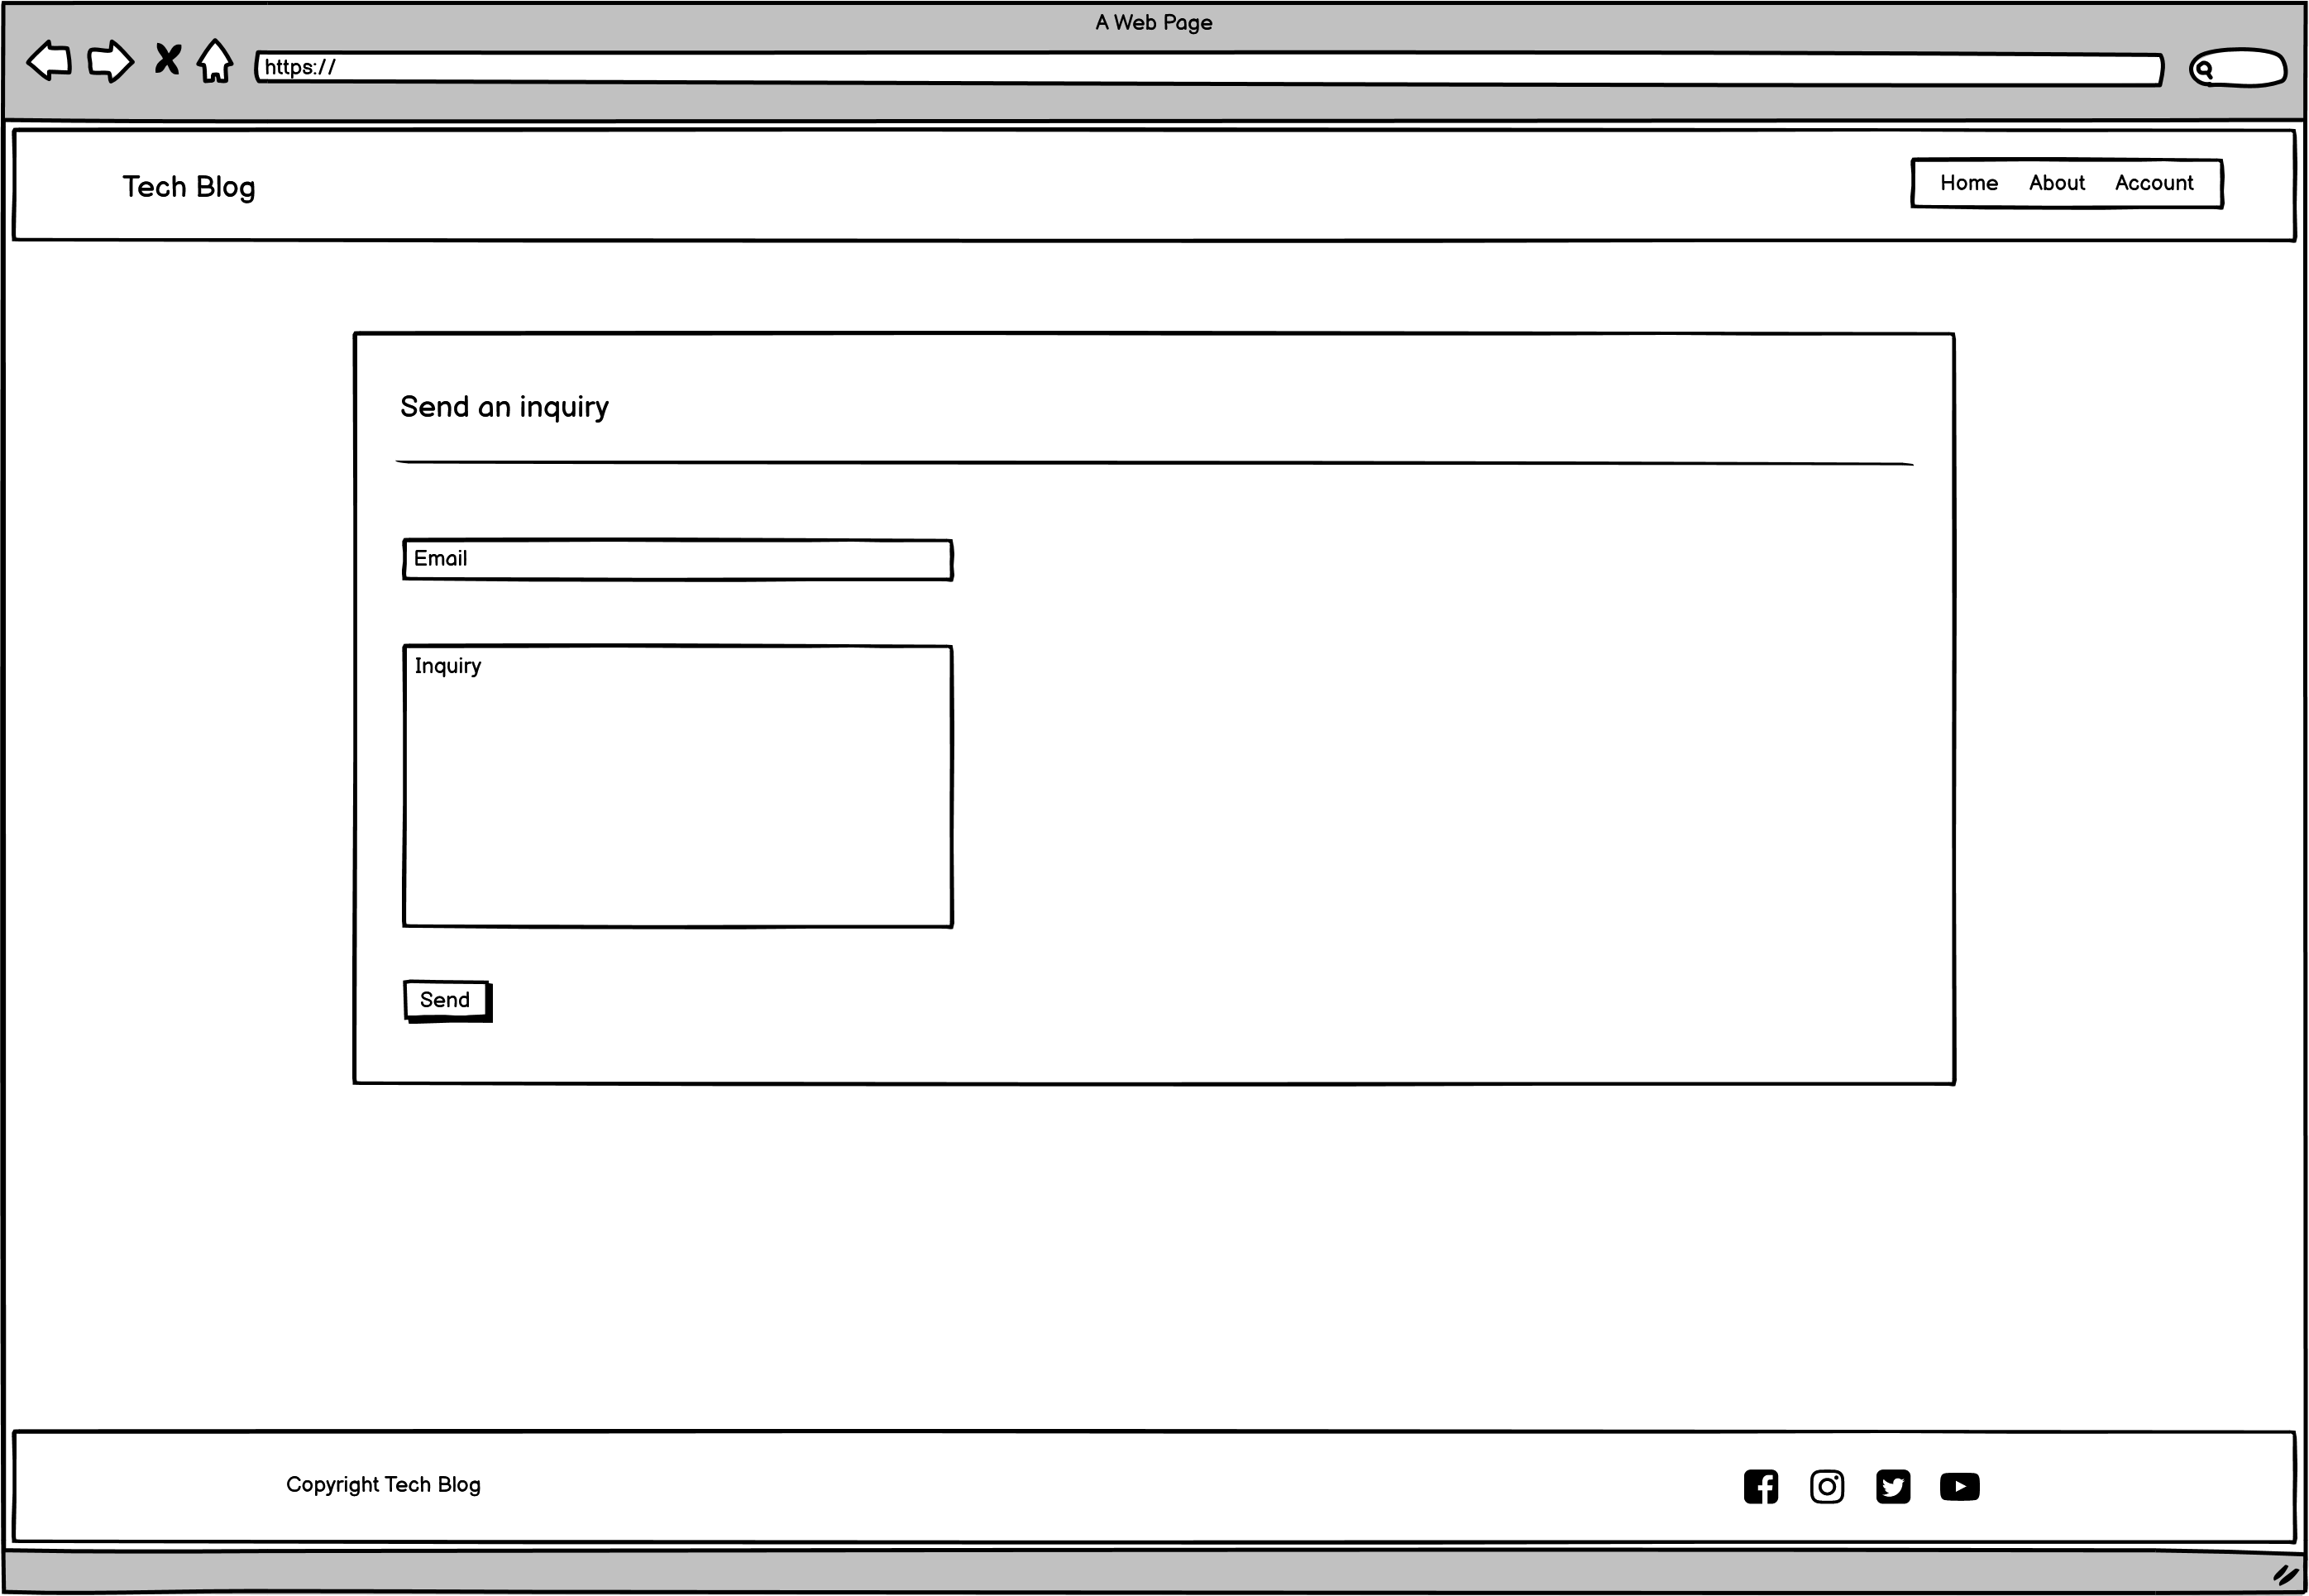 A Web Page
https://
Tech Blog
Home About Account
Send an inquiry
Email
Inquiry
Send
Copyright Tech Blog